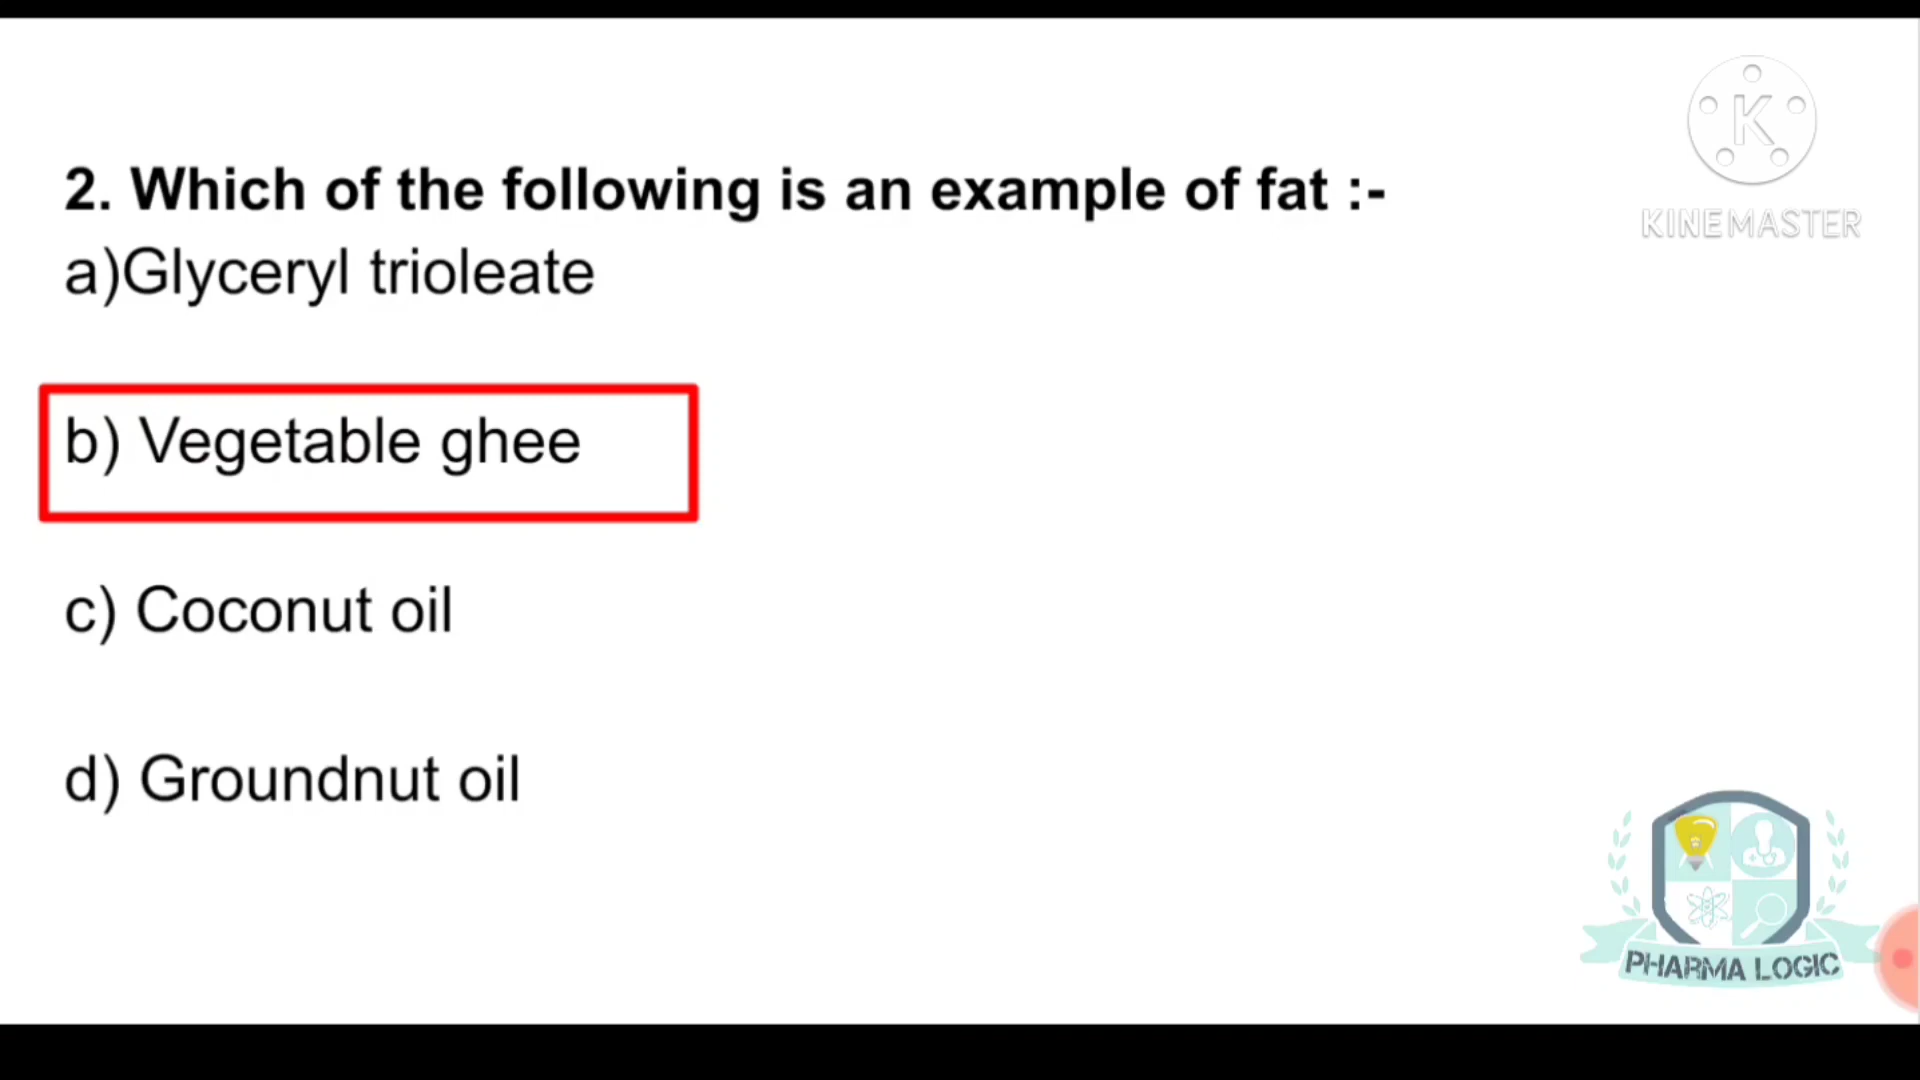 2. Which of the following is an example of fat :-
a)Glyceryl trioleate
b) Vegetable ghee
c) Coconut oil
d) Groundnut oil
K
KINEMASTER
PHARMA LOGIC